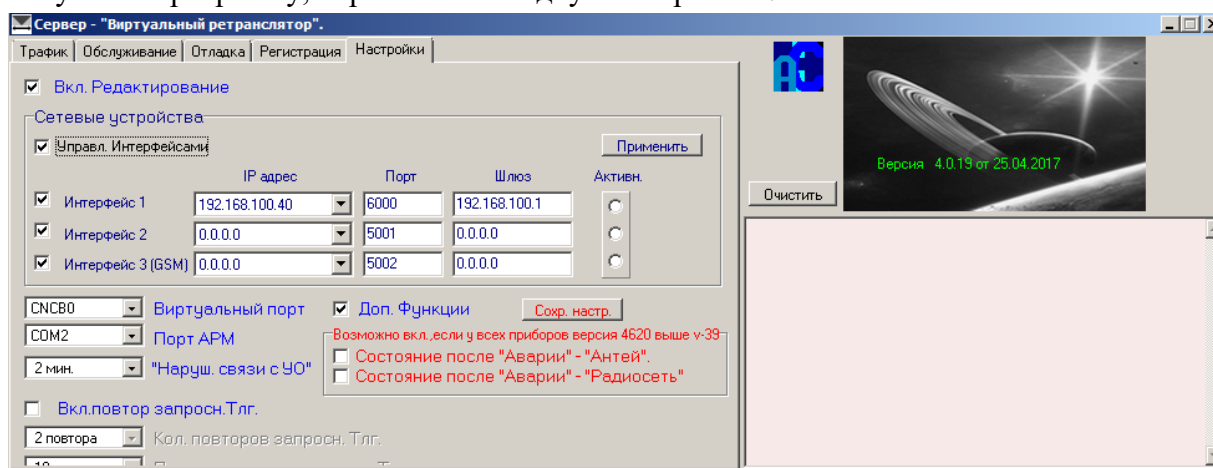 Сервер - "Виртуальный ретранслятор".
Трафик Обслуживание Отладка Регистрация Настройки
Вкл. Редактирование
Сетевые устройства
Управл. Интерфейсами Применить
IP адрес Порт Шлюз Активн.
Интерфейс 1 192.168.100.40 6000 192.168.100.1
Интерфейс 2 0.0.0.0 5001 0.0.0.0
Интерфейс 3 (GSM) 0.0.0.0 5002 0.0.0.0
CNCB0 Виртуальный порт Доп. Функции Сохр. настр.
COM2 Порт АРМ
Возможно вкл.,если у всех приборов версия 4620 выше v-39
2 мин. "Наруш. связи с УО"
Состояние после "Аварии" - "Антей".
Состояние после "Аварии" - "Радиосеть"
Вкл.повтор запросн.Тлг.
2 повтора Кол. повторов запросн. Тлг.
АС
Версия 4.0.19 от 25.04.2017
Очистить